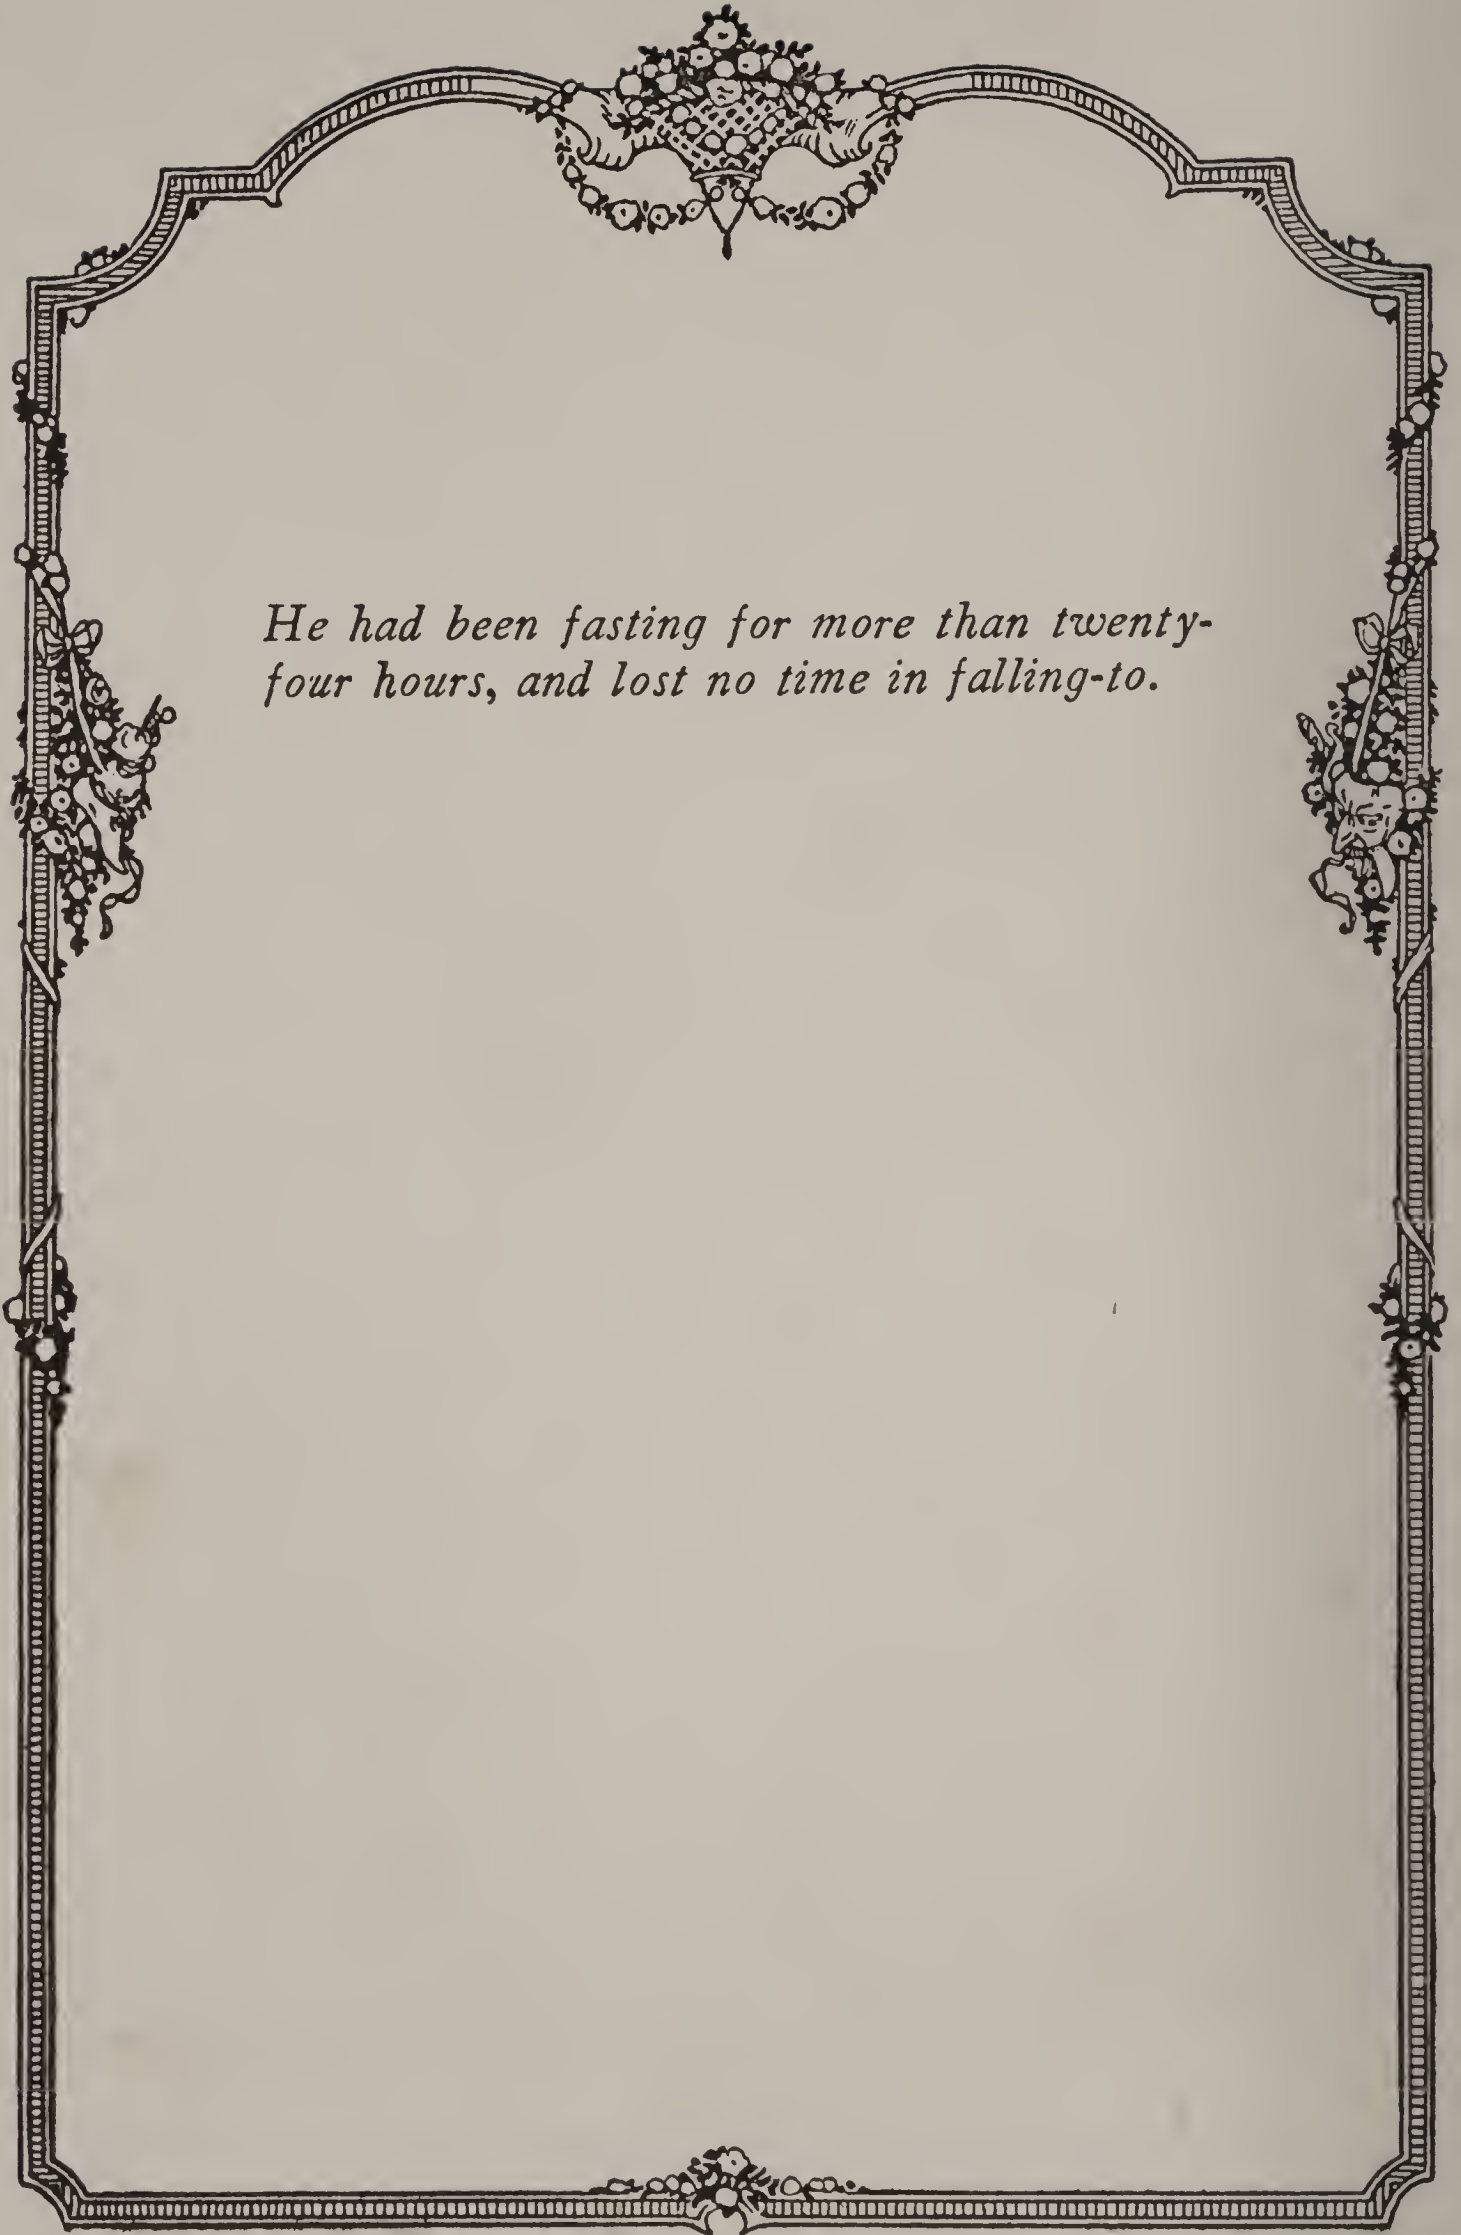 He had been fasting for more than twenty-
four hours, and lost no time in falling-to.